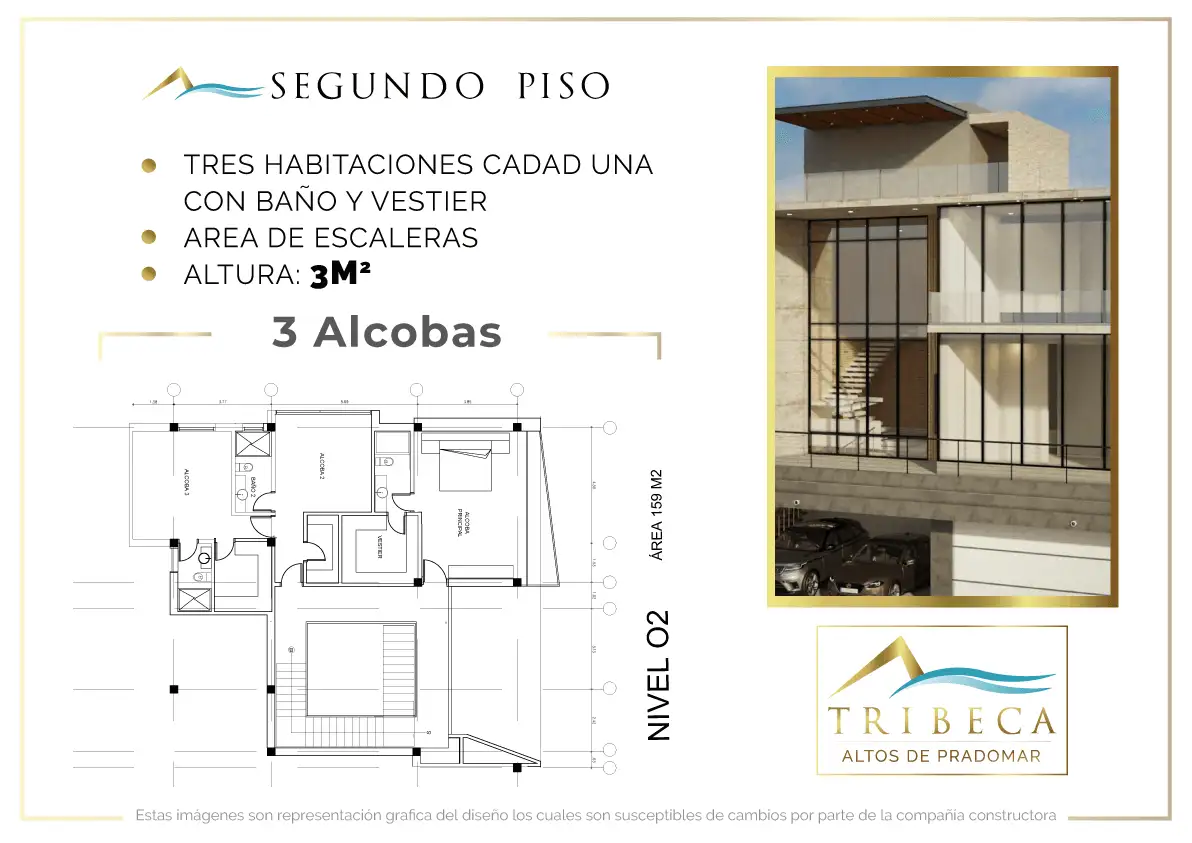 SEGUNDO PISO
TRES HABITACIONES CADAD UNA
CON BAÑO Y VESTIER
AREA DE ESCALERAS
ALTURA: 3M²
3 Alcobas
ALCOBA 3
BAÑO 2
ALCOBA 2
ALCOBA
PRINCIPAL
VESTIER
ÁREA 159 M2
NIVEL O2
TRIBECA
ALTOS DE PRADOMAR
Estas imágenes son representación grafica del diseño los cuales son susceptibles de cambios por parte de la compañia constructora